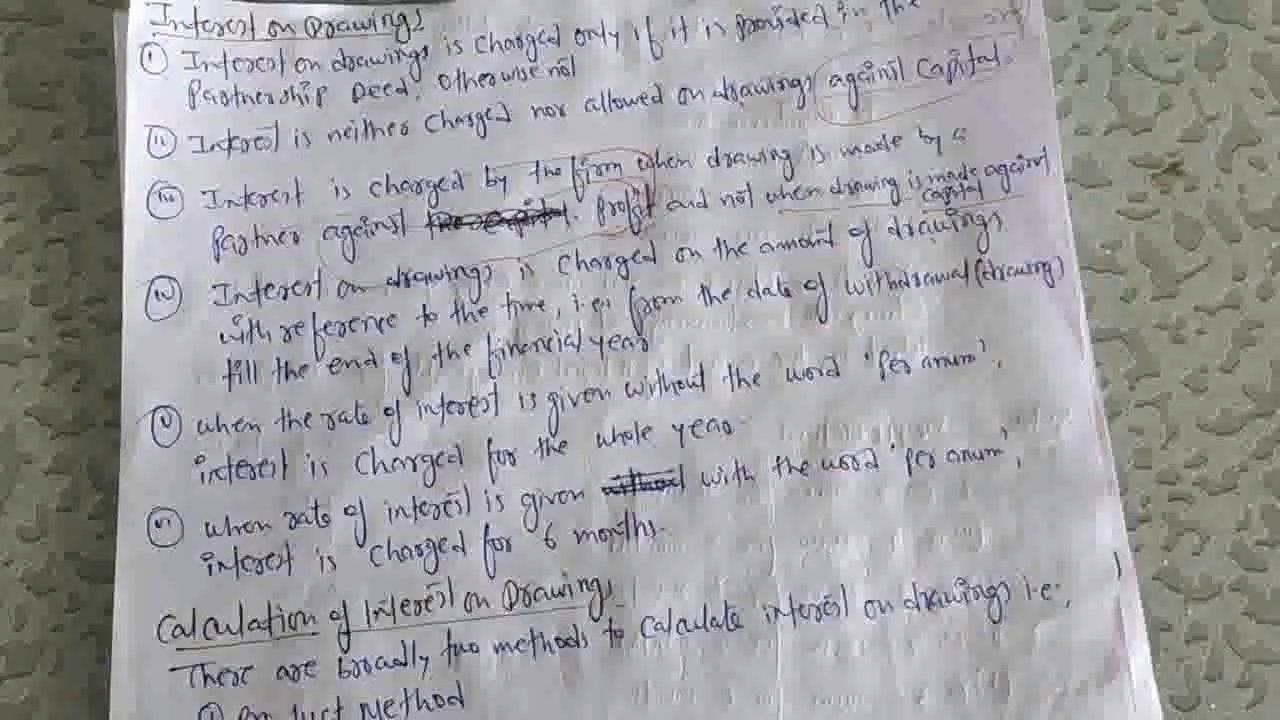 Interest on Drawings
(i) Interest on drawings is charged only if it is provided in the
Partnership Deed. Otherwise not
(ii) Interest is neither charged nor allowed on drawings against Capital.
(iii) Interest is charged by the firm when drawing is made by a
partner against profit and not when drawing is made against
capital
(iv) Interest on drawings is charged on the amount of drawings
with reference to the time, i.e. from the date of withdrawal (drawing)
till the end of the financial year
(v) when the rate of interest is given without the word 'Per anum',
interest is charged for the whole year.
(vi) when rate of interest is given with the word 'Per anum',
interest is charged for 6 months.
Calculation of Interest on Drawings
There are broadly two methods to calculate interest on drawings i.e.,
(i) Product Method